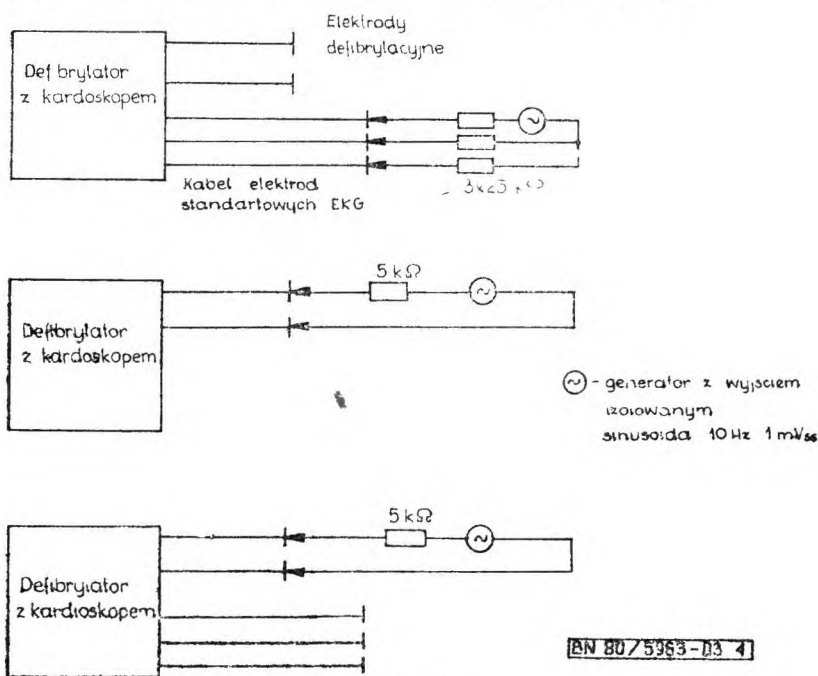 Elektrody
defibrylacyjne
Def brylator
z kardoskopem
Kabel elektrod
standartowych EKG
5 kΩ
Defibrylator
z kardoskopem
~ - generator z wyjściem
izolowanym
sinusoida 10 Hz 1 mVss
5 kΩ
Defibrylator
z kardioskopem
BN 80/5963-03 4